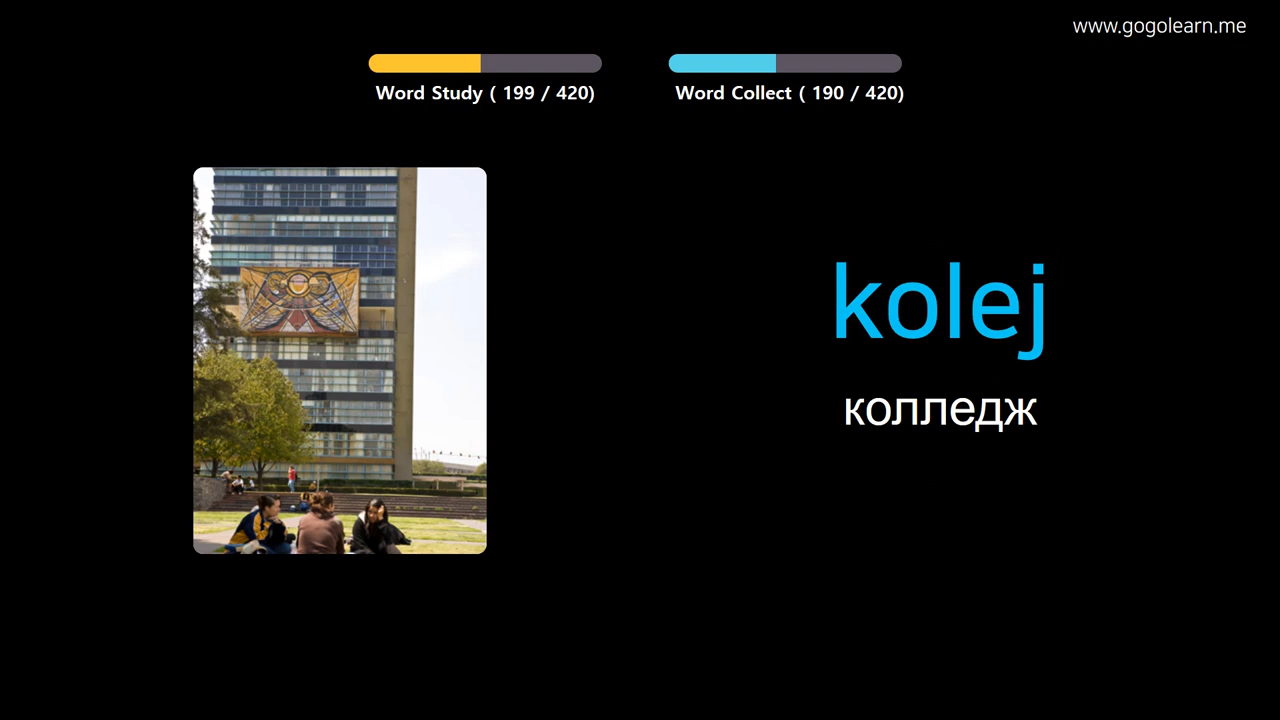 www.gogolearn.me
Word Study ( 199 / 420)
Word Collect ( 190 / 420)
kolej
колледж